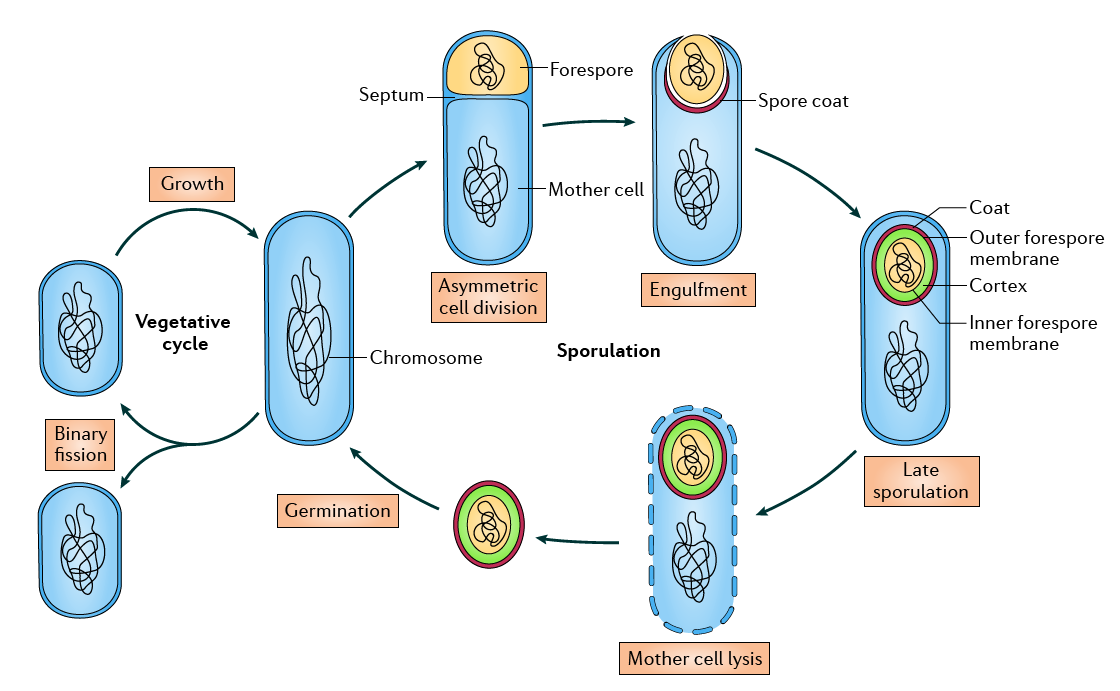 Forespore
Septum
Spore coat
Growth
Mother cell
Coat
Outer forespore
membrane
Asymmetric
cell division
Engulfment
Cortex
Vegetative
cycle
Inner forespore
membrane
Sporulation
Chromosome
Binary
fission
Late
sporulation
Germination
Mother cell lysis